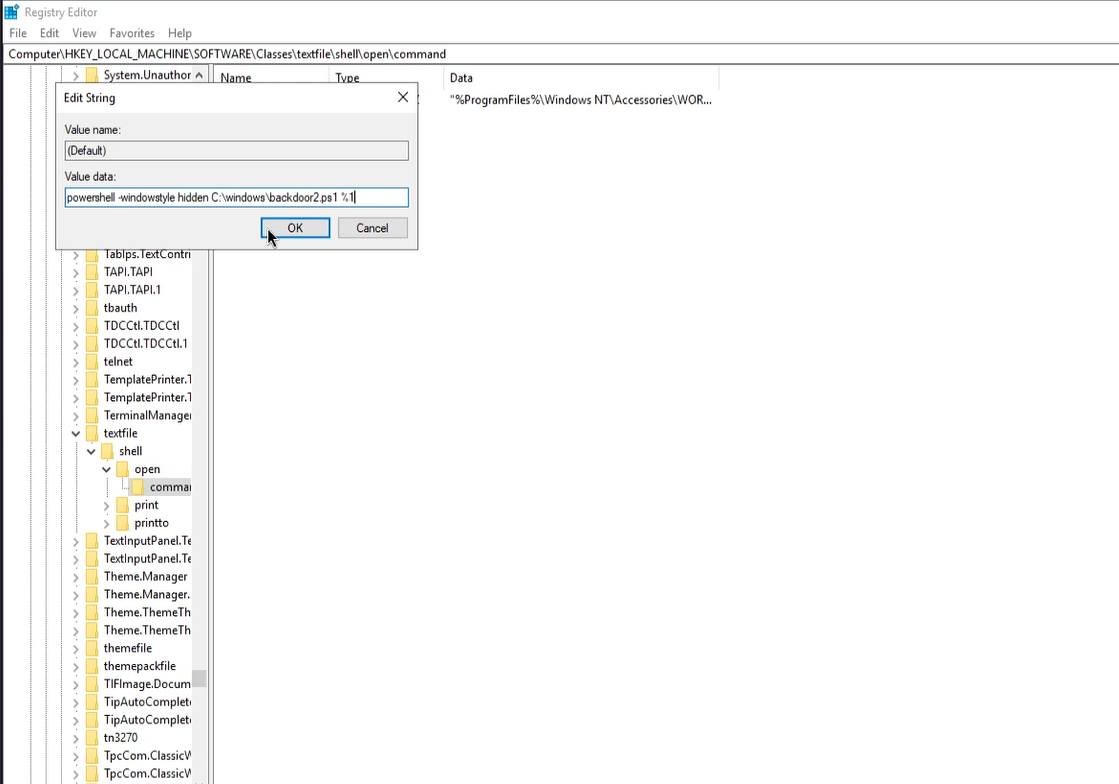 Registry Editor
File Edit View Favorites Help
Computer\HKEY_LOCAL_MACHINE\SOFTWARE\Classes\textfile\shell\open\command
System.Unauthor
Name Type Data
"%ProgramFiles%\Windows NT\Accessories\WOR...
Edit String
Value name:
(Default)
Value data:
powershell -windowstyle hidden C:\windows\backdoor2.ps1 %1
OK Cancel
TabIps.TextContri
TAPI.TAPI
TAPI.TAPI.1
tbauth
TDCCtl.TDCCtl
TDCCtl.TDCCtl.1
telnet
TemplatePrinter.T
TemplatePrinter.T
TerminalManager
textfile
shell
open
comma
print
printto
TextInputPanel.Te
TextInputPanel.Te
Theme.Manager
Theme.Manager.
Theme.ThemeTh
Theme.ThemeTh
themefile
themepackfile
TIFImage.Docum
TipAutoComplete
TipAutoComplete
tn3270
TpcCom.ClassicW
TpcCom.ClassicW